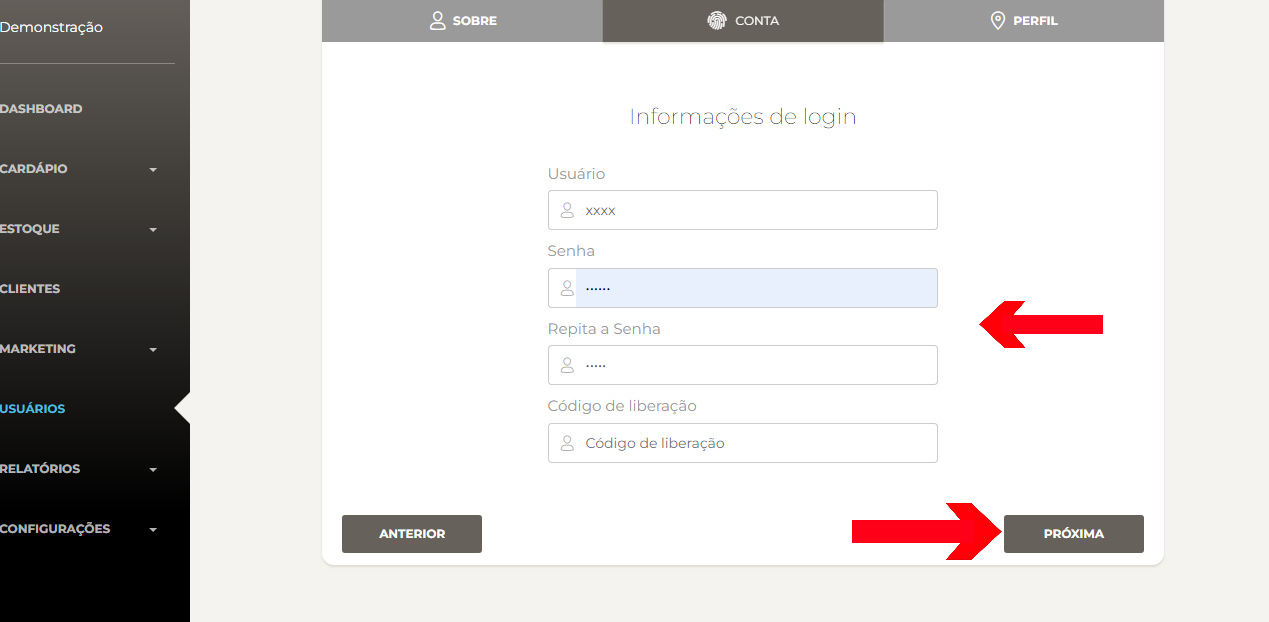 Demonstração
DASHBOARD
CARDÁPIO
ESTOQUE
CLIENTES
MARKETING
USUÁRIOS
RELATÓRIOS
CONFIGURAÇÕES
SOBRE
CONTA
PERFIL
Informações de login
Usuário
xxxx
Senha
······
Repita a Senha
·····
Código de liberação
Código de liberação
ANTERIOR
PRÓXIMA